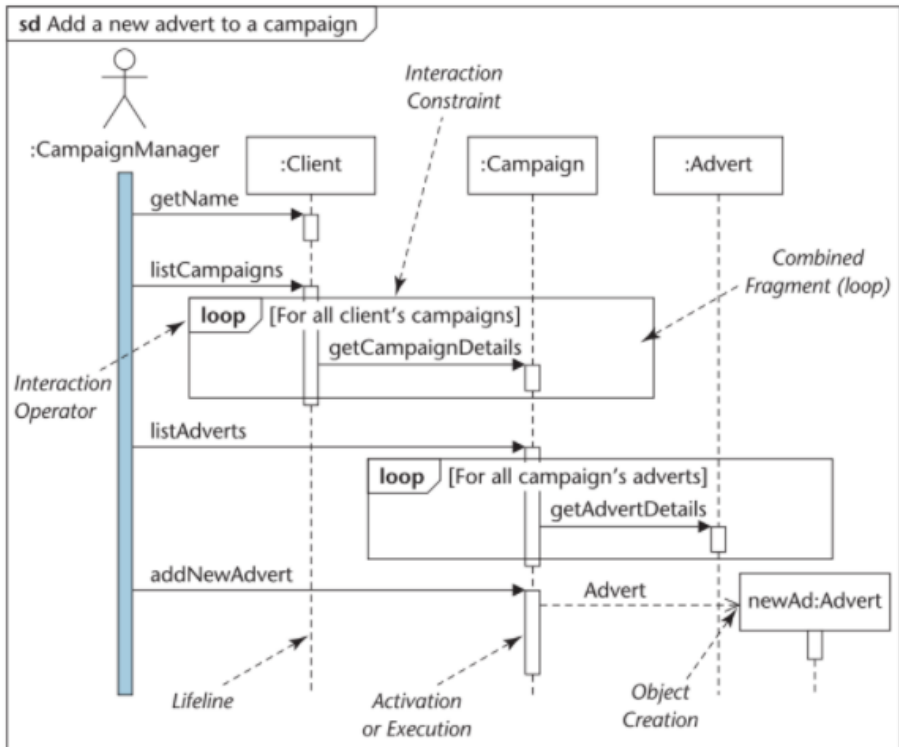 sd Add a new advert to a campaign
Interaction
Constraint
:CampaignManager
:Client
:Campaign
:Advert
getName
listCampaigns
Combined
Fragment (loop)
loop [For all client's campaigns]
getCampaignDetails
Interaction
Operator
listAdverts
loop [For all campaign's adverts]
getAdvertDetails
addNewAdvert
Advert
newAd:Advert
Lifeline
Activation
or Execution
Object
Creation